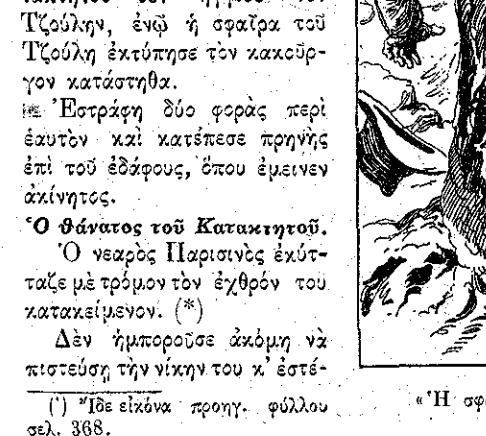 Τζούλην, ἐνῷ ἡ σφαῖρα τοῦ
Τζούλη ἐκτύπησε τὸν κακοῦρ-
γον κατάστηθα.
Ἐστράφη δύο φορὰς περὶ
ἑαυτὸν καὶ κατέπεσε πρηνὴς
ἐπὶ τοῦ ἐδάφους, ὅπου ἔμεινεν
ἀκίνητος.
Ὁ θάνατος τοῦ Κατακτητοῦ.
Ὁ νεαρὸς Παρισινὸς ἐκύτ-
ταζε μὲ τρόμον τὸν ἐχθρόν του
κατακείμενον. (*)
Δὲν ἠμποροῦσε ἀκόμη νὰ
πιστεύσῃ τὴν νίκην του κ' ἐστέ-
(*) Ἴδε εἰκόνα προηγ. φύλλου
σελ. 368.
«Ἡ σφ